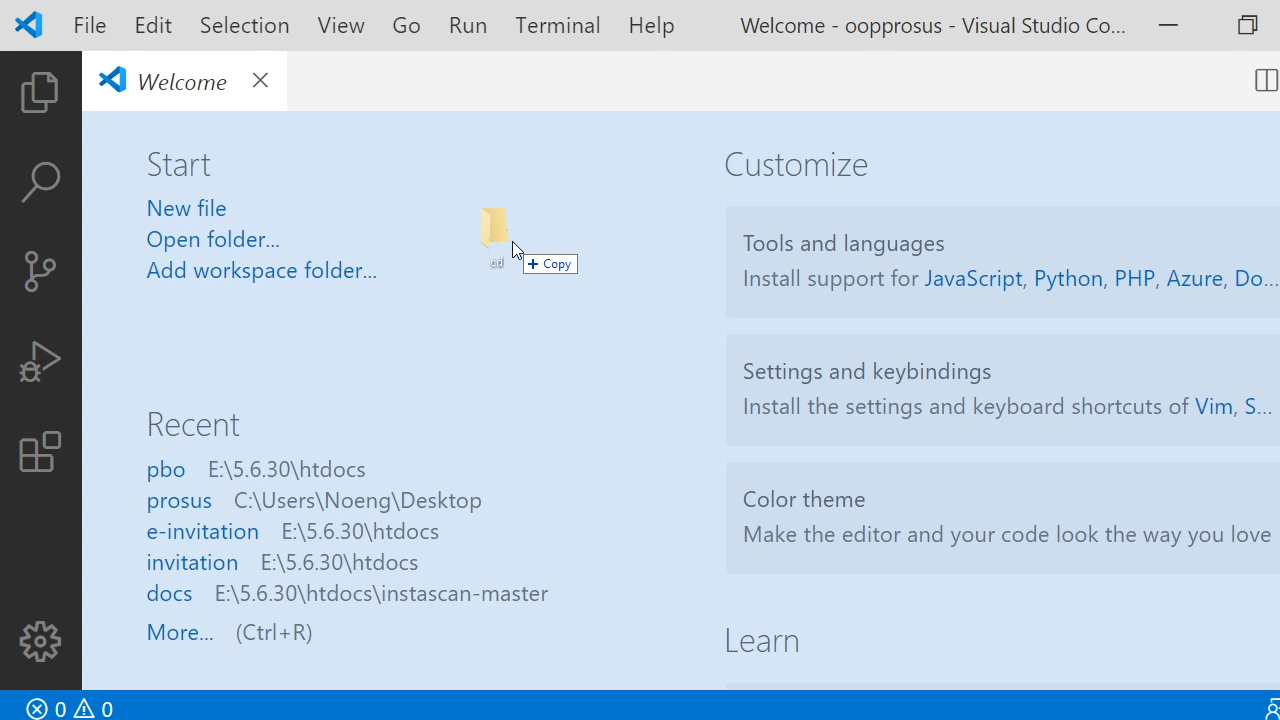 File Edit Selection View Go Run Terminal Help Welcome - oopprosus - Visual Studio Co...
Welcome
Start
New file
Open folder...
Add workspace folder...
cd
Copy
Recent
pbo E:\5.6.30\htdocs
prosus C:\Users\Noeng\Desktop
e-invitation E:\5.6.30\htdocs
invitation E:\5.6.30\htdocs
docs E:\5.6.30\htdocs\instascan-master
More... (Ctrl+R)
Customize
Tools and languages
Install support for JavaScript, Python, PHP, Azure, Do...
Settings and keybindings
Install the settings and keyboard shortcuts of Vim, S...
Color theme
Make the editor and your code look the way you love
Learn
0 0